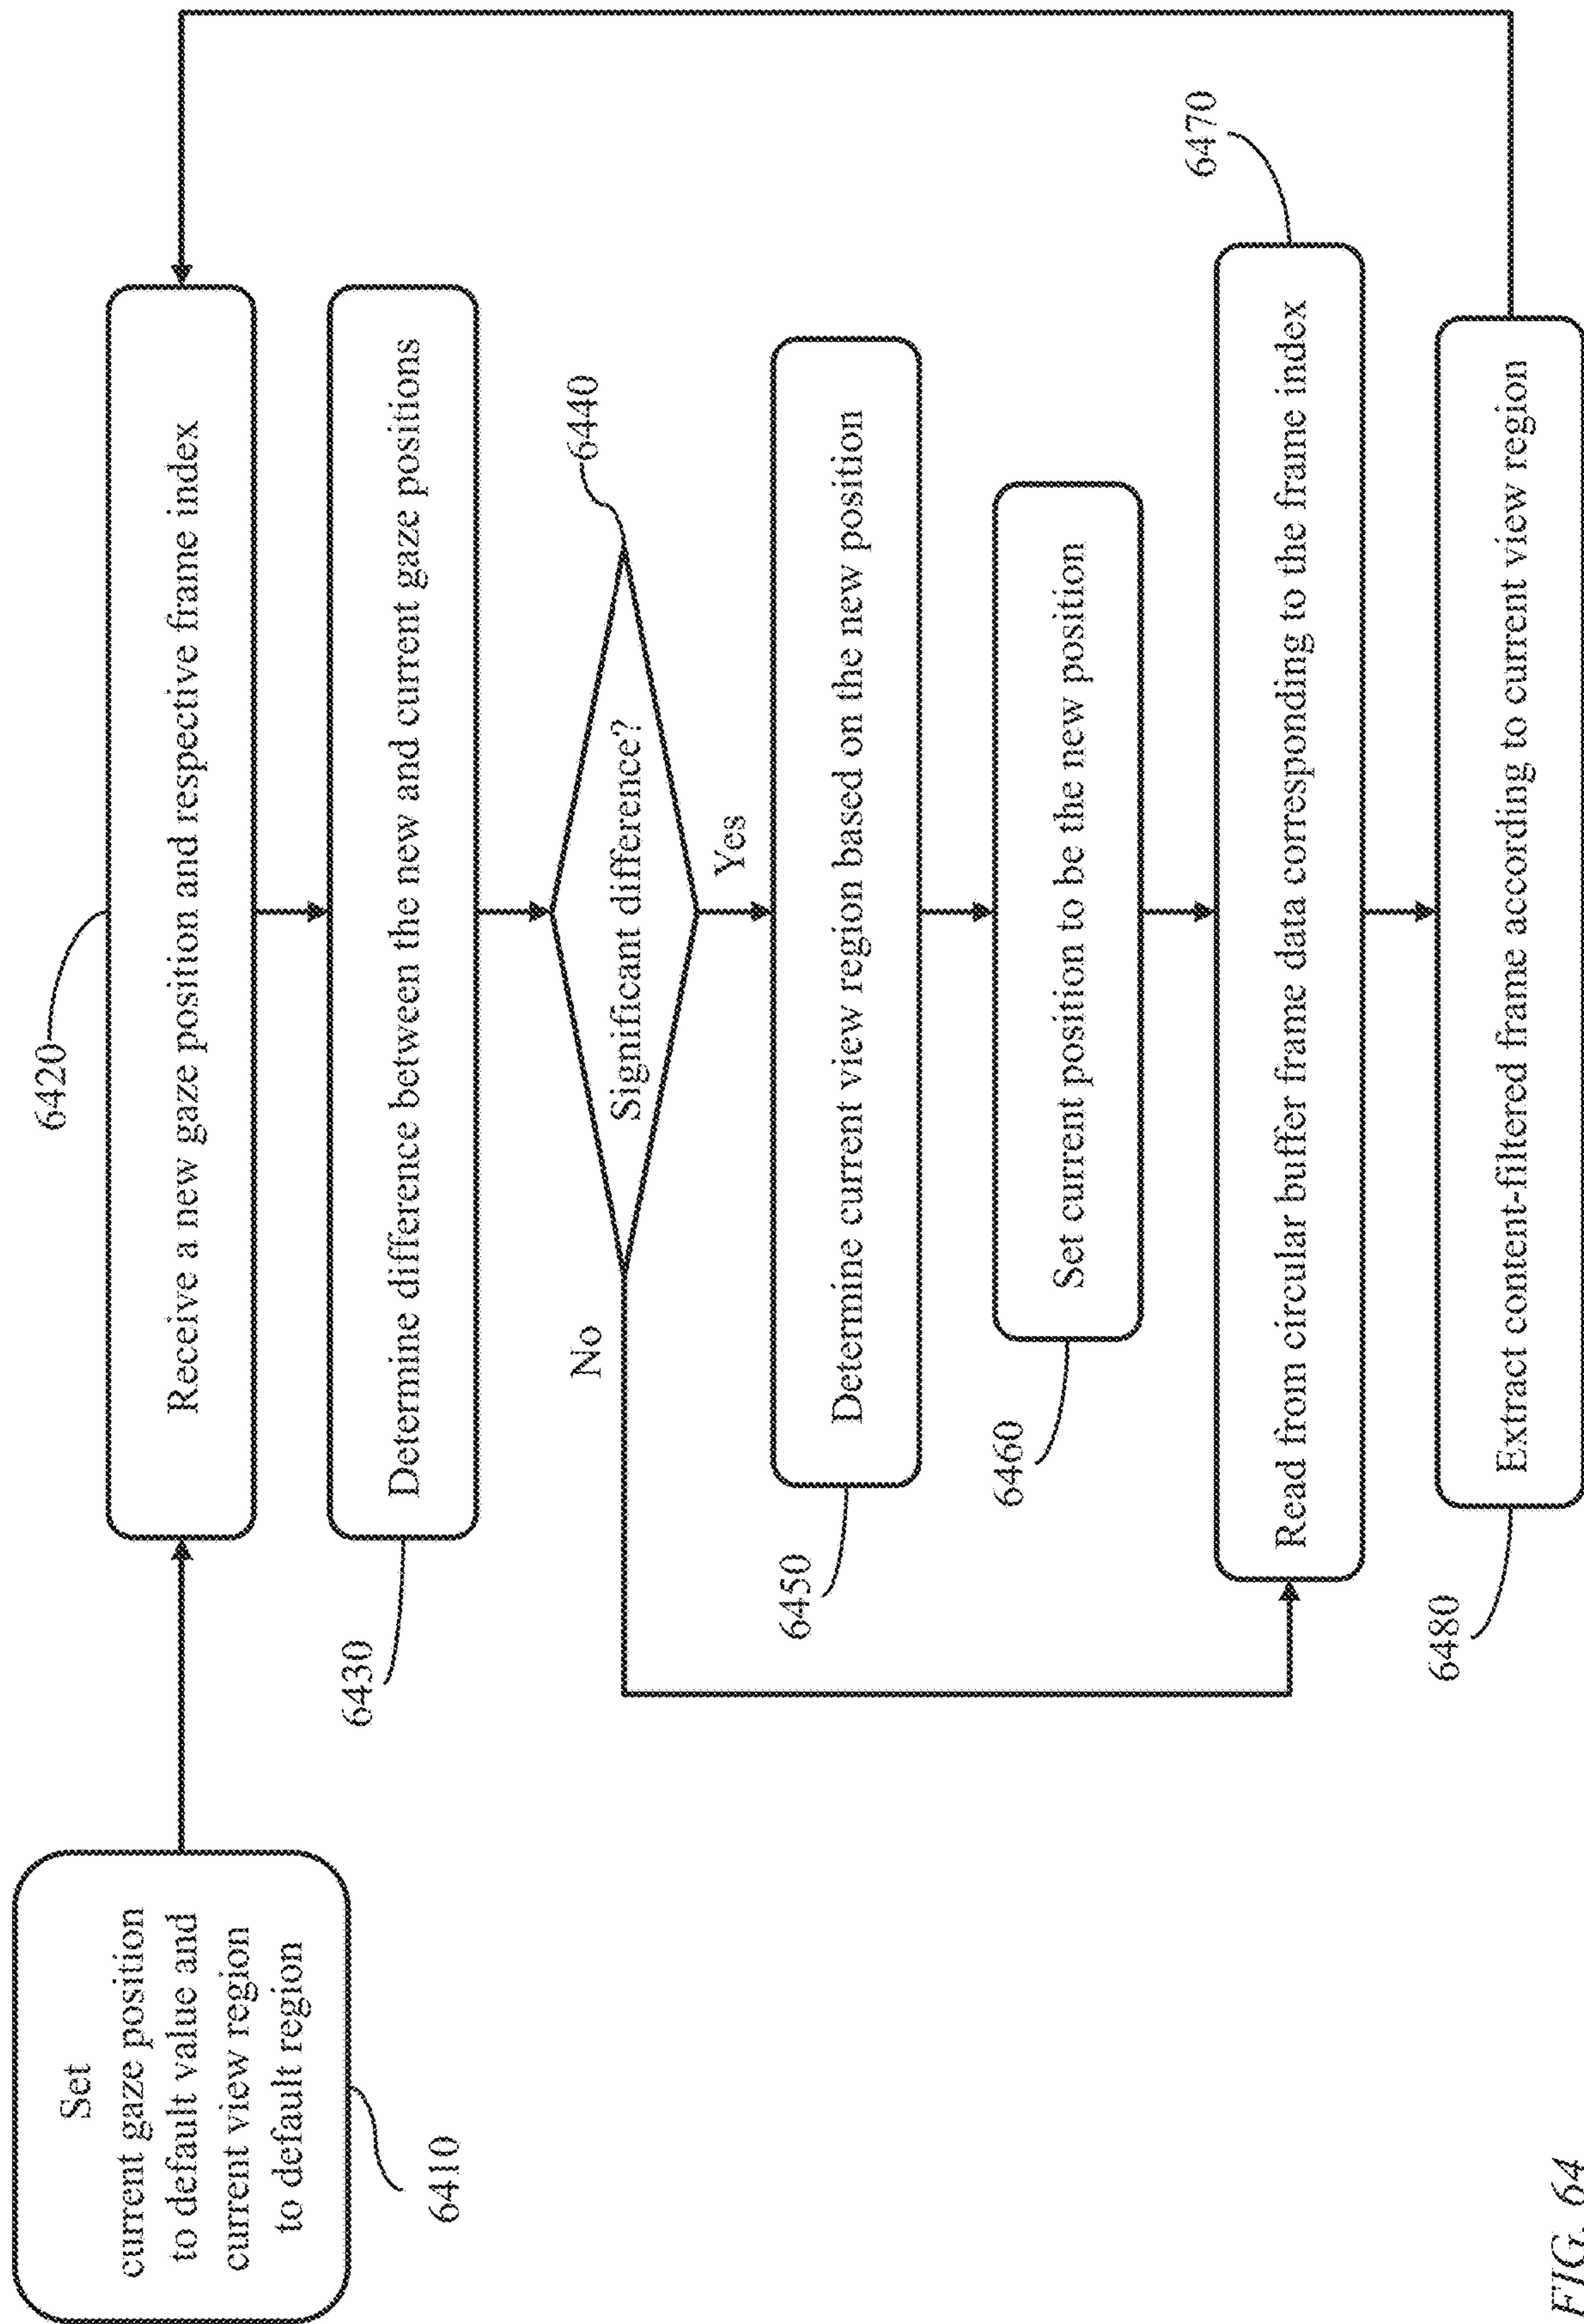 Set
current gaze position
to default value and
current view region
to default region
6410
6420
Receive a new gaze position and respective frame index
Determine difference between the new and current gaze positions
6430
Significant difference?
6440
No
Yes
Determine current view region based on the new position
6450
Set current position to be the new position
6460
Read from circular buffer frame data corresponding to the frame index
6470
Extract content-filtered frame according to current view region
6480
FIG. 64